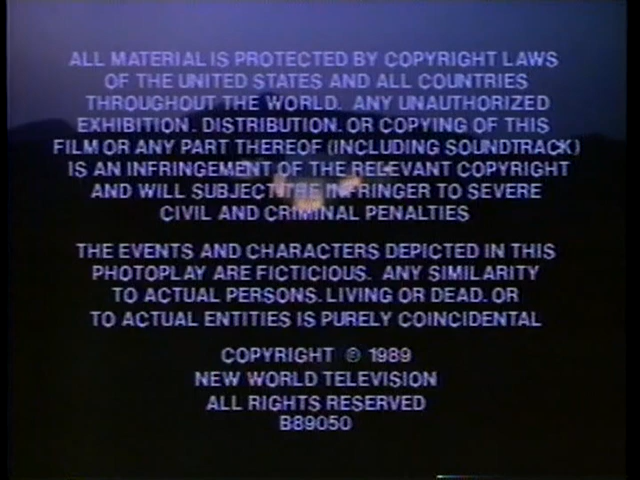 ALL MATERIAL IS PROTECTED BY COPYRIGHT LAWS
OF THE UNITED STATES AND ALL COUNTRIES
THROUGHOUT THE WORLD. ANY UNAUTHORIZED
EXHIBITION. DISTRIBUTION. OR COPYING OF THIS
FILM OR ANY PART THEREOF (INCLUDING SOUNDTRACK)
IS AN INFRINGEMENT OF THE RELEVANT COPYRIGHT
AND WILL SUBJECT THE INFRINGER TO SEVERE
CIVIL AND CRIMINAL PENALTIES
THE EVENTS AND CHARACTERS DEPICTED IN THIS
PHOTOPLAY ARE FICTICIOUS. ANY SIMILARITY
TO ACTUAL PERSONS. LIVING OR DEAD. OR
TO ACTUAL ENTITIES IS PURELY COINCIDENTAL
COPYRIGHT © 1989
NEW WORLD TELEVISION
ALL RIGHTS RESERVED
B89050